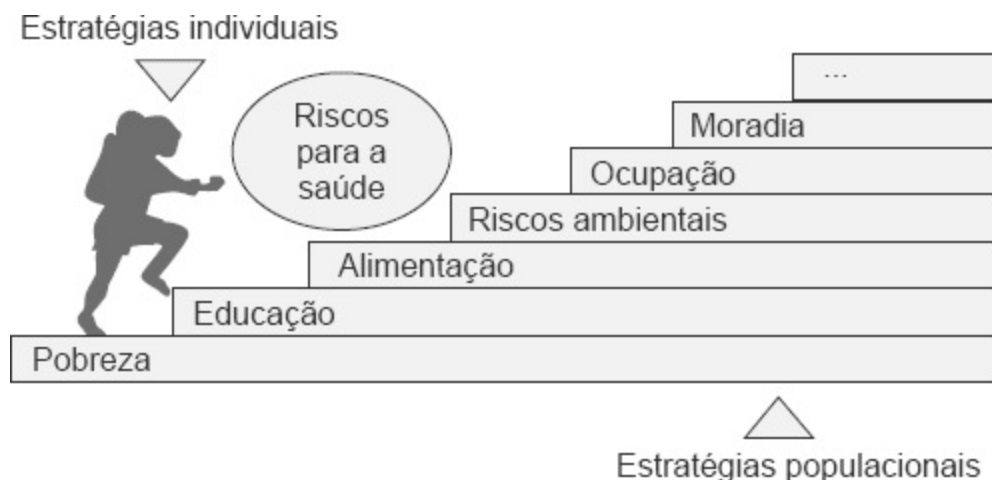 Estratégias individuais
Riscos
para a
saúde
...
Moradia
Ocupação
Riscos ambientais
Alimentação
Educação
Pobreza
Estratégias populacionais